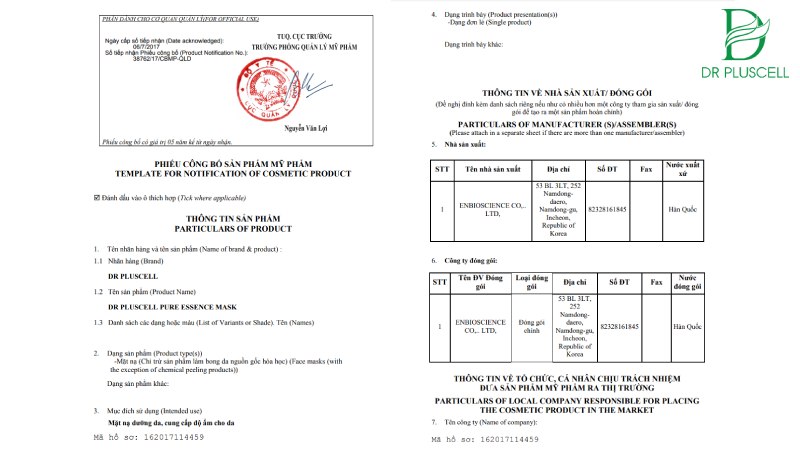 PHẦN DÀNH CHO CƠ QUAN QUẢN LÝ(FOR OFFICIAL USE)
Ngày cấp số tiếp nhận (Date acknowledged):
06/7/2017
Số tiếp nhận Phiếu công bố (Product Notification No.):
38762/17/CBMP-QLD
TUQ. CỤC TRƯỞNG
TRƯỞNG PHÒNG QUẢN LÝ MỸ PHẨM
CỤC QUẢN LÝ
Nguyễn Văn Lợi
Phiếu công bố có giá trị 05 năm kể từ ngày nhận.
PHIẾU CÔNG BỐ SẢN PHẨM MỸ PHẨM
TEMPLATE FOR NOTIFICATION OF COSMETIC PRODUCT
☑ Đánh dấu vào ô thích hợp (Tick where applicable)
THÔNG TIN SẢN PHẨM
PARTICULARS OF PRODUCT
1. Tên nhãn hàng và tên sản phẩm (Name of brand & product) :
1.1 Nhãn hàng (Brand)
DR PLUSCELL
1.2 Tên sản phẩm (Product Name)
DR PLUSCELL PURE ESSENCE MASK
1.3 Danh sách các dạng hoặc màu (List of Variants or Shade). Tên (Names)
2. Dạng sản phẩm (Product type(s))
-Mặt nạ (Chỉ trừ sản phẩm làm bong da nguồn gốc hóa học) (Face masks (with
the exception of chemical peeling products))
Dạng sản phẩm khác:
3. Mục đích sử dụng (Intended use)
Mặt nạ dưỡng da, cung cấp độ ẩm cho da
Mã hồ sơ: 162017114459
4. Dạng trình bày (Product presentation(s))
-Dạng đơn lẻ (Single product)
Dạng trình bày khác:
DR PLUSCELL
THÔNG TIN VỀ NHÀ SẢN XUẤT/ ĐÓNG GÓI
(Đề nghị đính kèm danh sách riêng nếu như có nhiều hơn một công ty tham gia sản xuất/ đóng
gói để tạo ra một sản phẩm hoàn chỉnh)
PARTICULARS OF MANUFACTURER (S)/ASSEMBLER(S)
(Please attach in a separate sheet if there are more than one manufacturer/assembler)
5. Nhà sản xuất:
STT Tên nhà sản xuất Địa chỉ Số ĐT Fax Nước xuất
xứ
1 ENBIOSCIENCE CO,..
LTD,
53 BL 3LT, 252
Namdong-
daero,
Namdong-gu,
Incheon,
Republic of
Korea
82328161845
Hàn Quốc
6. Công ty đóng gói:
STT Tên ĐV Đóng
gói
Loại đóng
gói
Địa chỉ Số ĐT Fax Nước
đóng gói
1 ENBIOSCIENCE
CO,.. LTD,
Đóng gói
chính
53 BL 3LT,
252
Namdong-
daero,
Namdong-gu,
Incheon,
Republic of
Korea
82328161845
Hàn Quốc
THÔNG TIN VỀ TỔ CHỨC, CÁ NHÂN CHỊU TRÁCH NHIỆM
ĐƯA SẢN PHẨM MỸ PHẨM RA THỊ TRƯỜNG
PARTICULARS OF LOCAL COMPANY RESPONSIBLE FOR PLACING
THE COSMETIC PRODUCT IN THE MARKET
7. Tên công ty (Name of company):
Mã hồ sơ: 162017114459